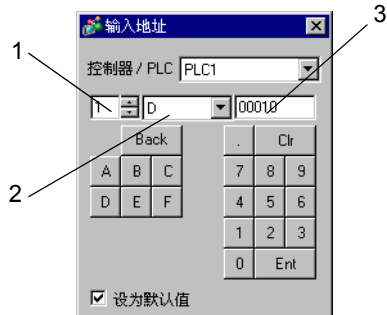 输入地址
3
1
控制器 / PLC PLC1
1 D 00010
Back . Clr
2
A B C 7 8 9
D E F 4 5 6
1 2 3
0 Ent
设为默认值